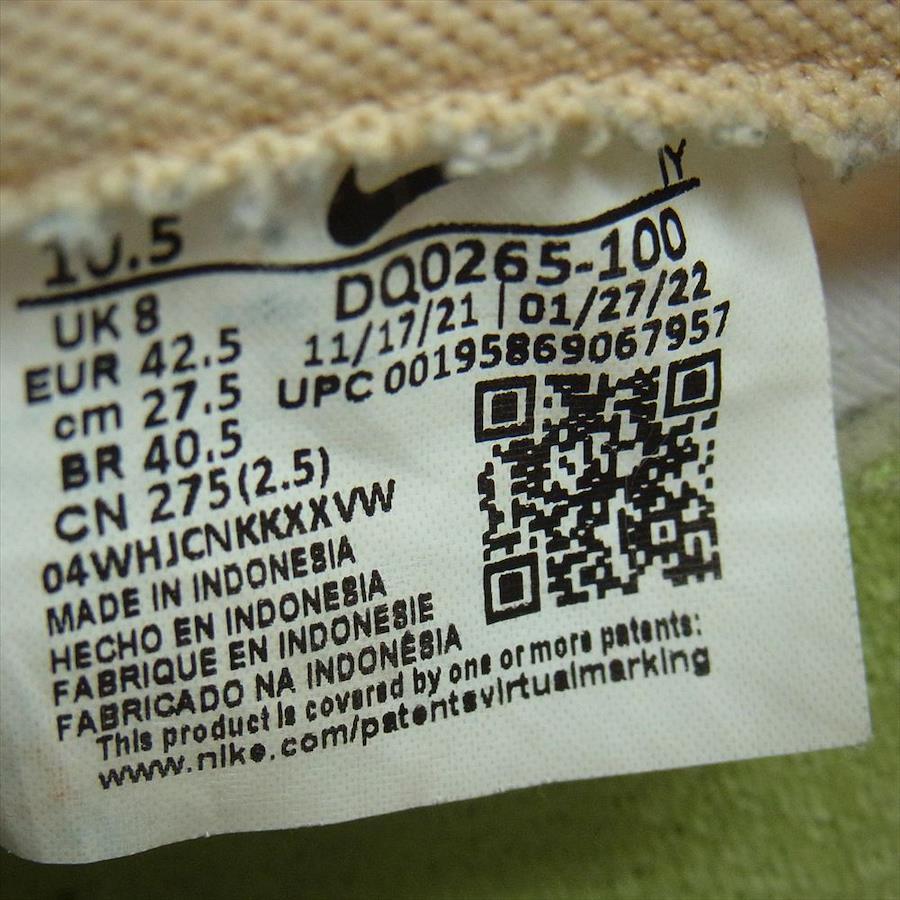 IY
10.5
DQ0265-100
UK 8
11/17/21 | 01/27/22
EUR 42.5
UPC 00195869067957
cm 27.5
BR 40.5
CN 275(2.5)
04WHJCNKKXXVW
MADE IN INDONESIA
HECHO EN INDONESIA
FABRIQUE EN INDONESIE
FABRICADO NA INDONÉSIA
This product is covered by one or more patents:
www.nike.com/patentsvirtualmarking